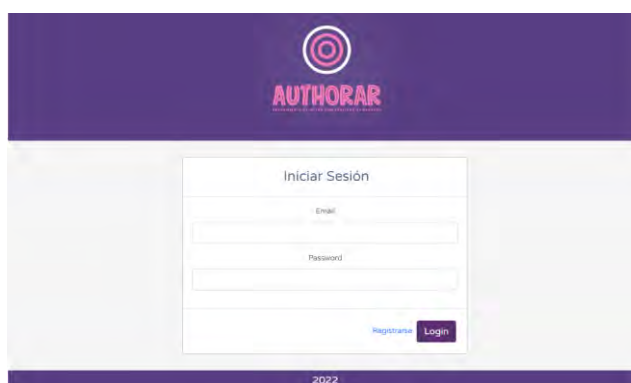 AUTHORAR
Iniciar Sesión
Email
Password
Registrarse Login
2022